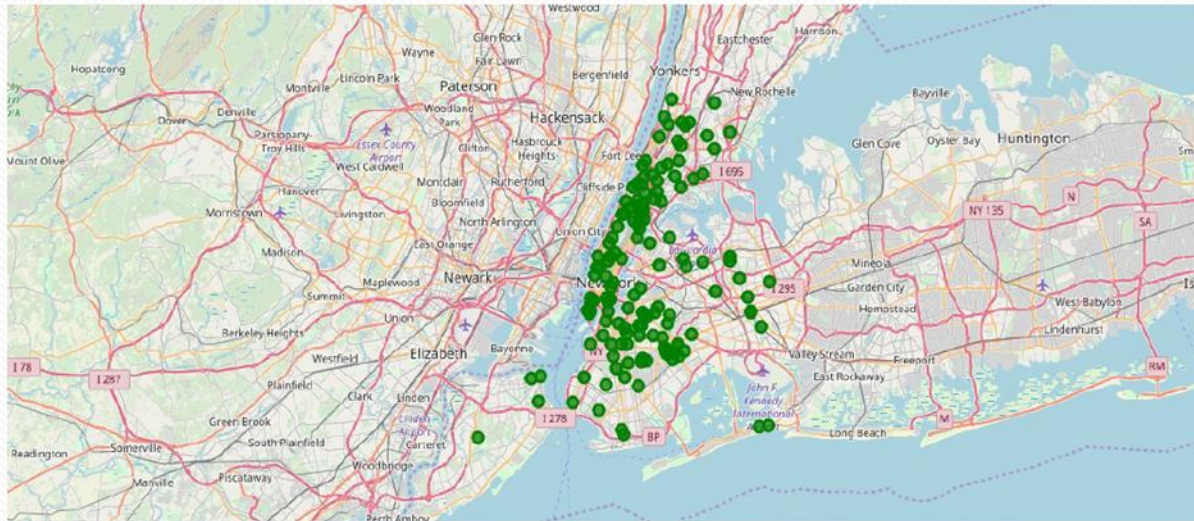 Westwood
Harrison
Glen Rock
Eastchester
Wayne
Fair Lawn
Hopatcong
Yonkers
Lincoln Park
Paterson
Bergenfield
Montville
New Rochelle
Bayville
Denville
Woodland
Park
Hackensack
Dover
Parsippany-
Troy Hills
Essex County
Airport
Clifton
Hasbrouck
Heights
Fort Lee
Glen Cove
Oyster Bay
Huntington
Mount Olive
West Caldwell
I 695
Hanover
Montclair
Rutherford
Cliffside P
N
Morristown
Livingston
Bloomfield
North Arlington
NY 135
SA
East Orange
Union City
Madison
Mineola
Maplewood
Newark
New York
I 295
Garden City
Summit
Hempstead
West Babylon
Union
Berkeley Heights
Lindenhurst
Elizabeth
Bayonne
NY
Westfield
Valley Stream
Freeport
I 78
I 287
Plainfield
East Rockaway
RM
Clark
Linden
John F.
Kennedy
International
I 278
M
Green Brook
Linden
Airport
BP
Long Beach
South Plainfield
Carteret
Somerville
Readington
Woodbridge
Manville
Piscataway
Perth Amboy